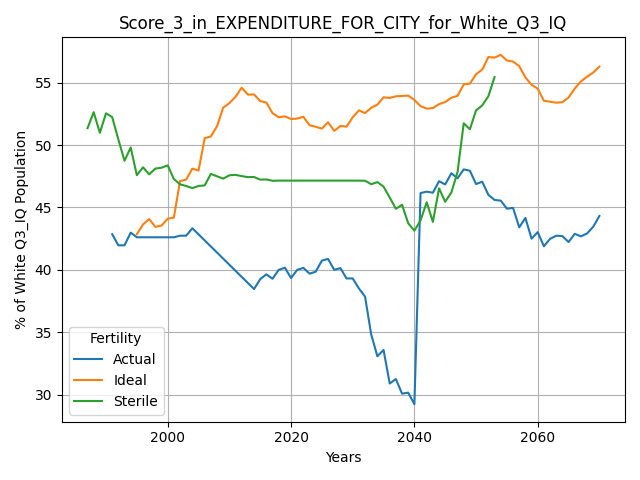 Score_3_in_EXPENDITURE_FOR_CITY_for_White_Q3_IQ
% of White Q3_IQ Population
55
50
45
40
35
30
Fertility
Actual
Ideal
Sterile
2000 2020 2040 2060
Years